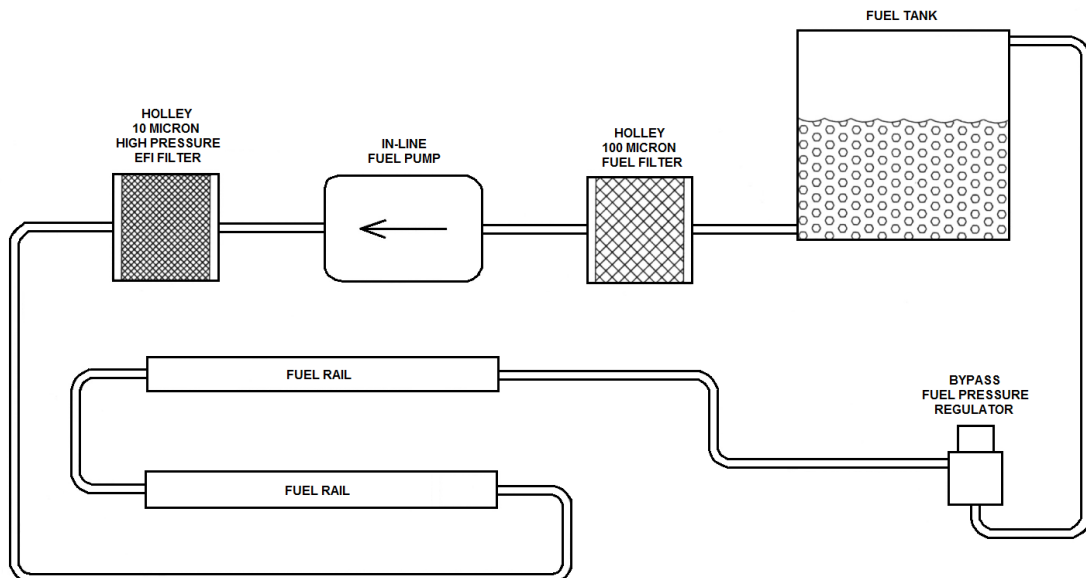 FUEL TANK
HOLLEY
10 MICRON
HIGH PRESSURE
EFI FILTER
IN-LINE
FUEL PUMP
HOLLEY
100 MICRON
FUEL FILTER
FUEL RAIL
BYPASS
FUEL PRESSURE
REGULATOR
FUEL RAIL